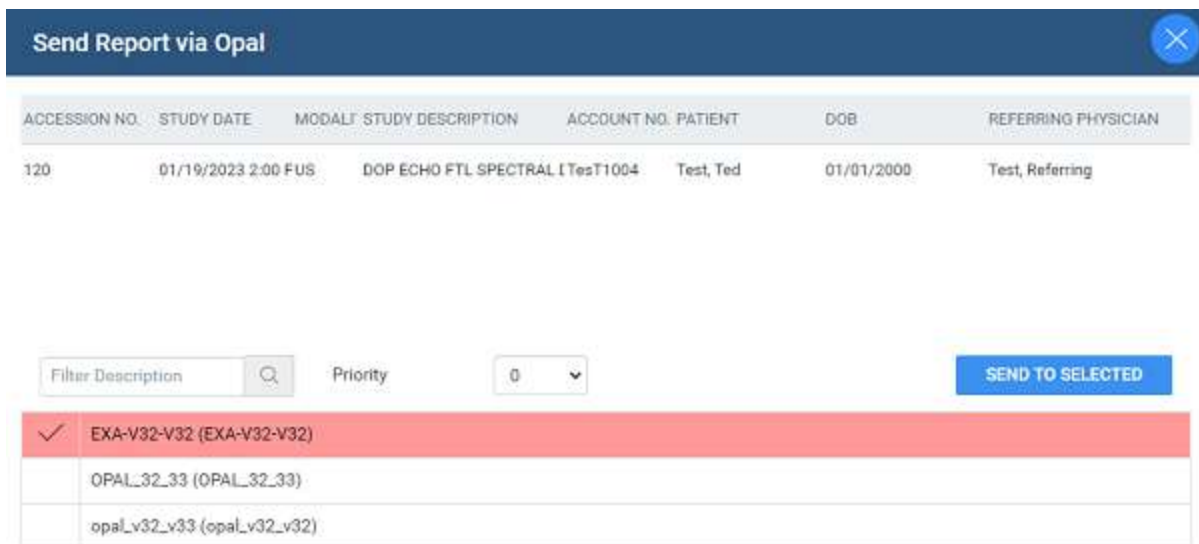 Send Report via Opal
ACCESSION NO. STUDY DATE MODALI STUDY DESCRIPTION ACCOUNT NO. PATIENT DOB REFERRING PHYSICIAN
120 01/19/2023 2:00 F US DOP ECHO FTL SPECTRAL D TesT1004 Test, Ted 01/01/2000 Test, Referring
Filter Description Priority 0 SEND TO SELECTED
EXA-V32-V32 (EXA-V32-V32)
OPAL_32_33 (OPAL_32_33)
opal_v32_v33 (opal_v32_v32)